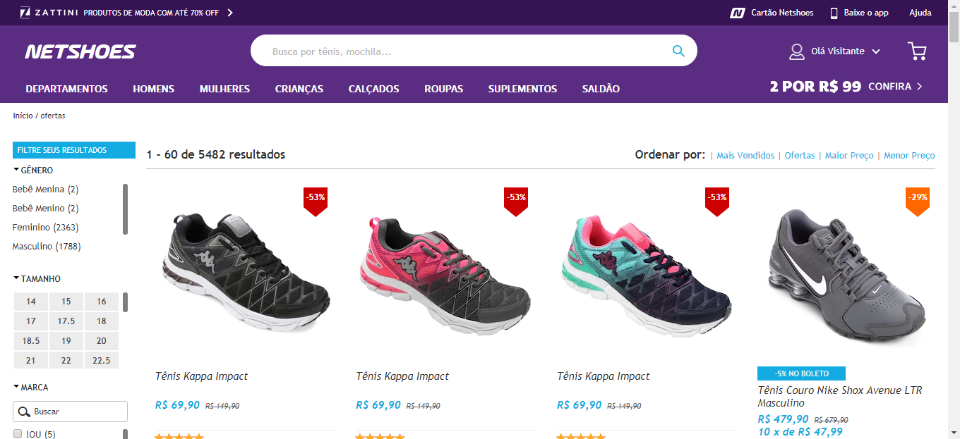 ZATTINI PRODUTOS DE MODA COM ATÉ 70% OFF
Cartão Netshoes
Baixe o app
Ajuda
NETSHOES
Busca por tênis, mochila...
Olá Visitante
DEPARTAMENTOS HOMENS MULHERES CRIANÇAS CALÇADOS ROUPAS SUPLEMENTOS SALDÃO
2 POR R$ 99 CONFIRA
Início / ofertas
FILTRE SEUS RESULTADOS
GÊNERO
Bebê Menina (2)
Bebê Menino (2)
Feminino (2363)
Masculino (1788)
TAMANHO
14 15 16
17 17.5 18
18.5 19 20
21 22 22.5
MARCA
Buscar
!OU (5)
1 - 60 de 5482 resultados
Ordenar por: | Mais Vendidos | Ofertas | Maior Preço | Menor Preço
-53%
-53%
-53%
-29%
Tênis Kappa Impact
R$ 69,90 R$ 149,90
Tênis Kappa Impact
R$ 69,90 R$ 149,90
Tênis Kappa Impact
R$ 69,90 R$ 149,90
-5% NO BOLETO
Tênis Couro Nike Shox Avenue LTR
Masculino
R$ 479,90 R$ 679,90
10 x de R$ 47,99